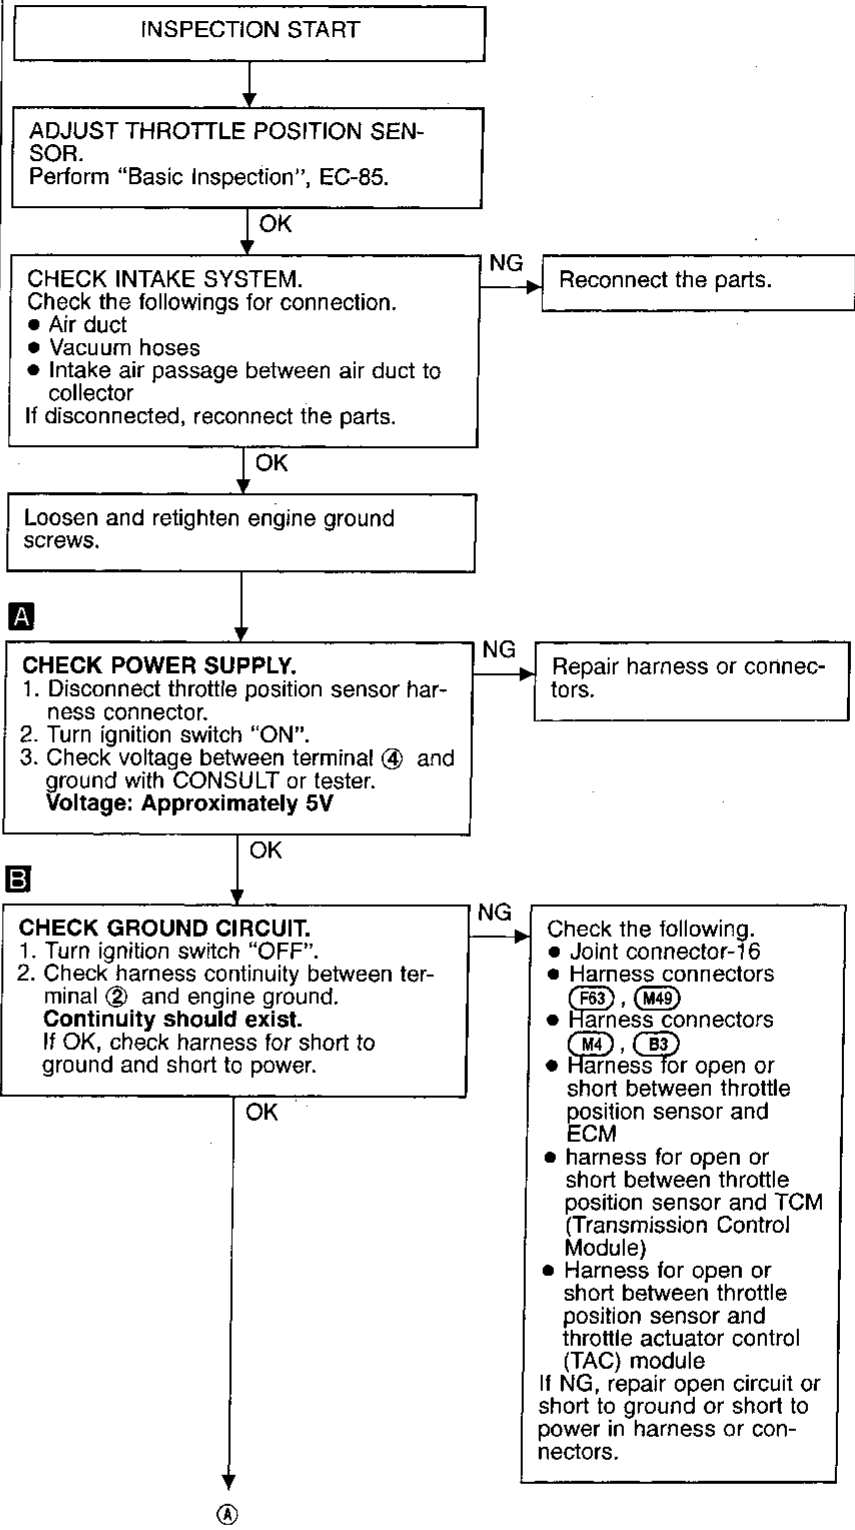 INSPECTION START
ADJUST THROTTLE POSITION SEN-
SOR.
Perform “Basic Inspection”, EC-85.
OK
CHECK INTAKE SYSTEM.
Check the followings for connection.
● Air duct
● Vacuum hoses
● Intake air passage between air duct to
collector
If disconnected, reconnect the parts.
NG
Reconnect the parts.
OK
Loosen and retighten engine ground
screws.
A
CHECK POWER SUPPLY.
1. Disconnect throttle position sensor har-
ness connector.
2. Turn ignition switch “ON”.
3. Check voltage between terminal ④ and
ground with CONSULT or tester.
Voltage: Approximately 5V
NG
Repair harness or connec-
tors.
OK
B
CHECK GROUND CIRCUIT.
1. Turn ignition switch “OFF”.
2. Check harness continuity between ter-
minal ② and engine ground.
Continuity should exist.
If OK, check harness for short to
ground and short to power.
NG
Check the following.
● Joint connector-16
● Harness connectors
F63 , M49
● Harness connectors
M4 , B3
● Harness for open or
short between throttle
position sensor and
ECM
● harness for open or
short between throttle
position sensor and TCM
(Transmission Control
Module)
● Harness for open or
short between throttle
position sensor and
throttle actuator control
(TAC) module
If NG, repair open circuit or
short to ground or short to
power in harness or con-
nectors.
OK
Ⓐ